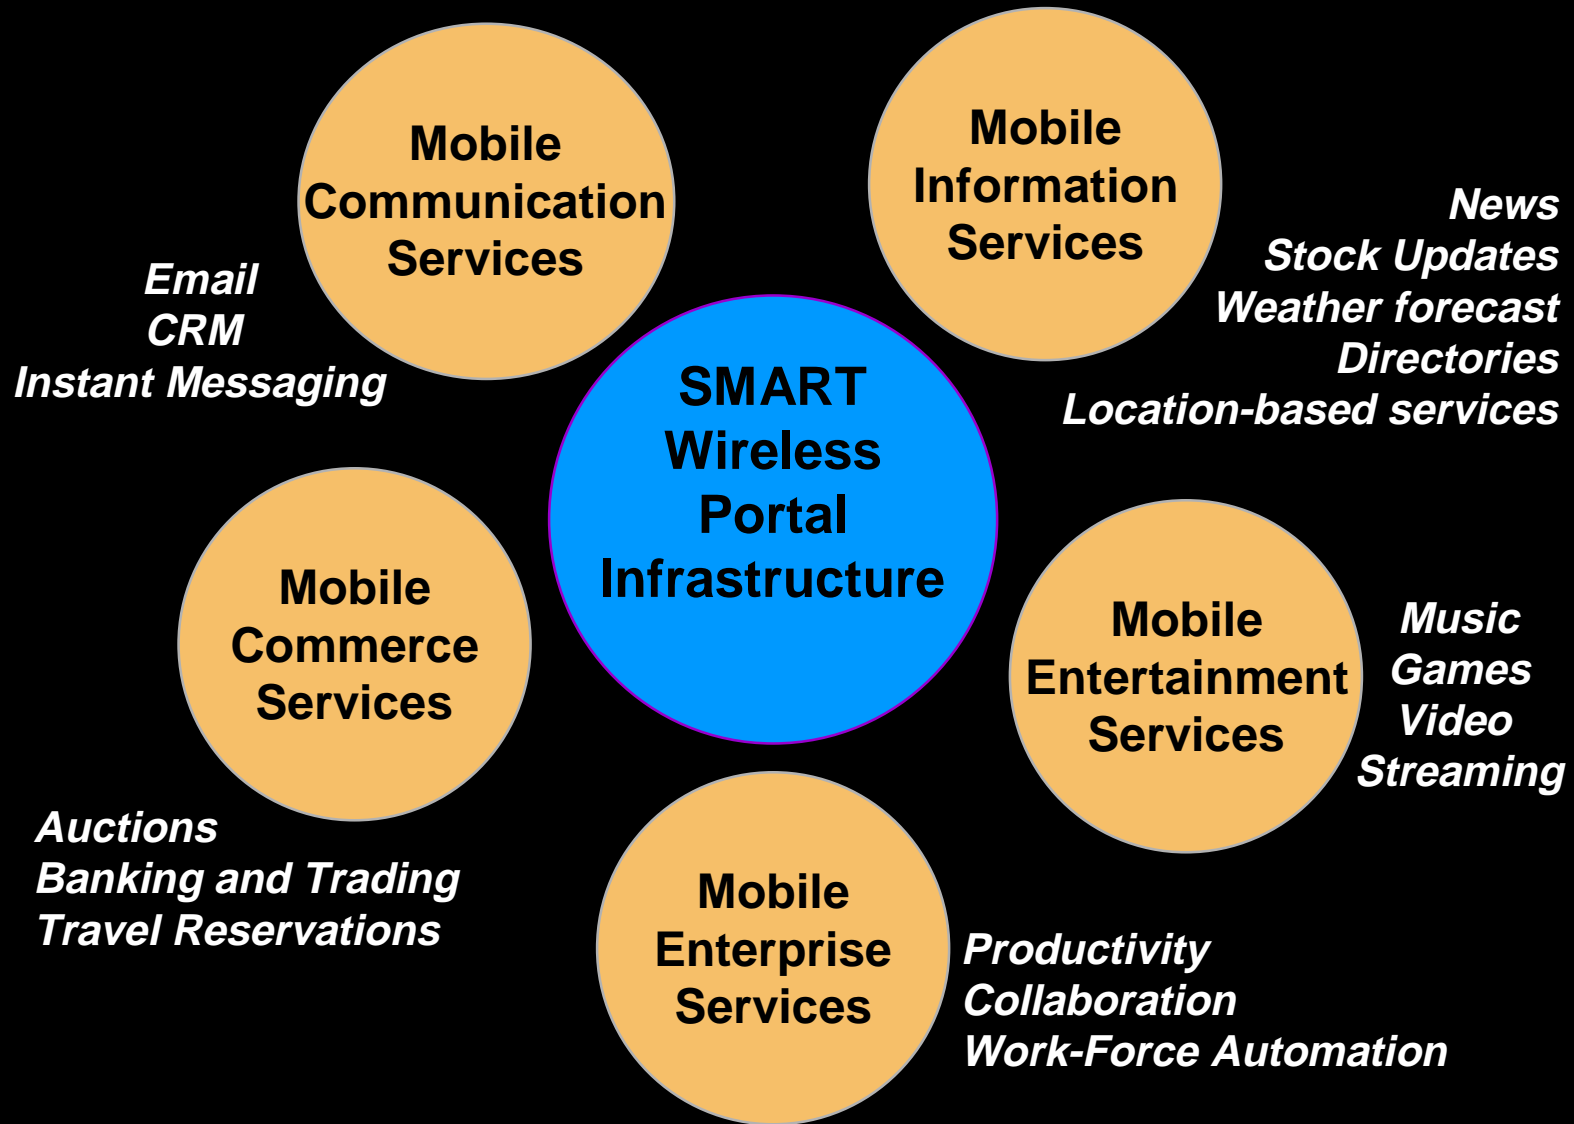 Mobile
Communication
Services
Email
CRM
Instant Messaging
Mobile
Information
Services
News
Stock Updates
Weather forecast
Directories
Location-based services
SMART
Wireless
Portal
Infrastructure
Mobile
Commerce
Services
Auctions
Banking and Trading
Travel Reservations
Mobile
Entertainment
Services
Music
Games
Video
Streaming
Mobile
Enterprise
Services
Productivity
Collaboration
Work-Force Automation